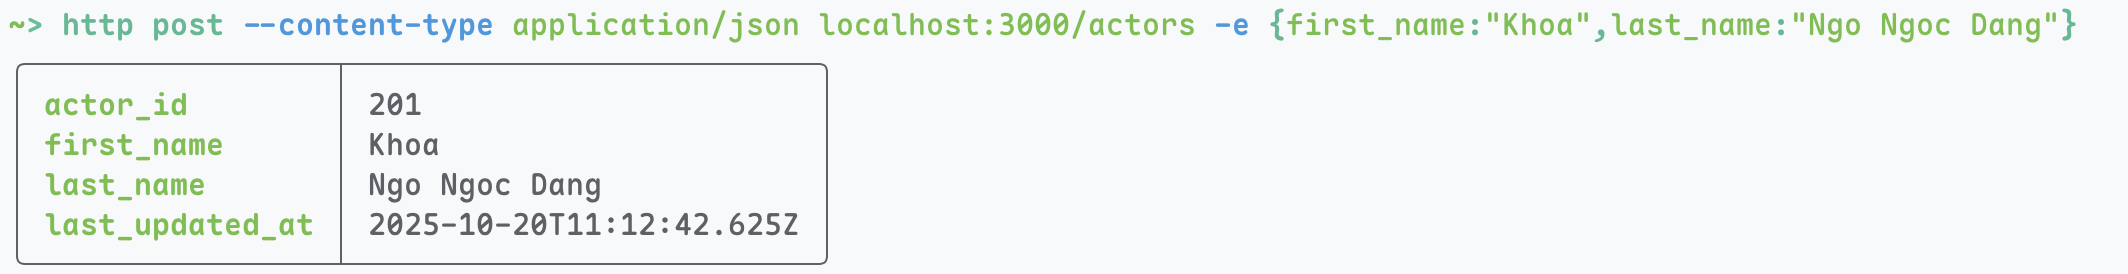 ~> http post --content-type application/json localhost:3000/actors -e {first_name:"Khoa",last_name:"Ngo Ngoc Dang"}
actor_id 201
first_name Khoa
last_name Ngo Ngoc Dang
last_updated_at 2025-10-20T11:12:42.625Z